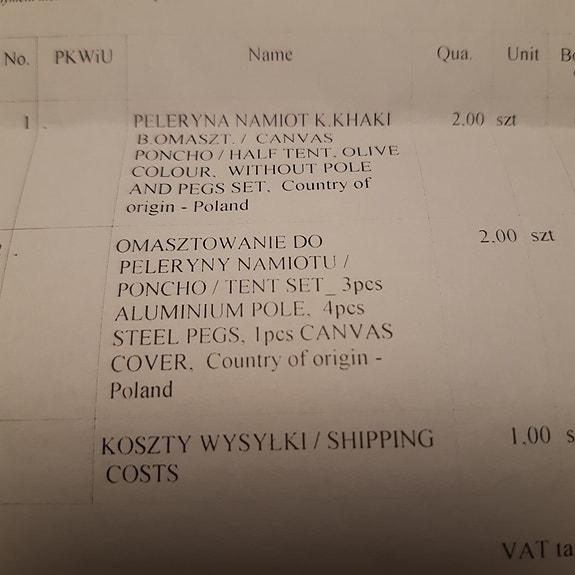 No. PKWiU Name Qua. Unit
1 PELERYNA NAMIOT K.KHAKI 2.00 szt
B.OMASZT. / CANVAS
PONCHO / HALF TENT, OLIVE
COLOUR, WITHOUT POLE
AND PEGS SET, Country of
origin - Poland
OMASZTOWANIE DO 2.00 szt
PELERYNY NAMIOTU /
PONCHO / TENT SET_ 3pcs
ALUMINIUM POLE, 4pcs
STEEL PEGS, 1pcs CANVAS
COVER, Country of origin -
Poland
KOSZTY WYSYŁKI / SHIPPING 1,00
COSTS
VAT